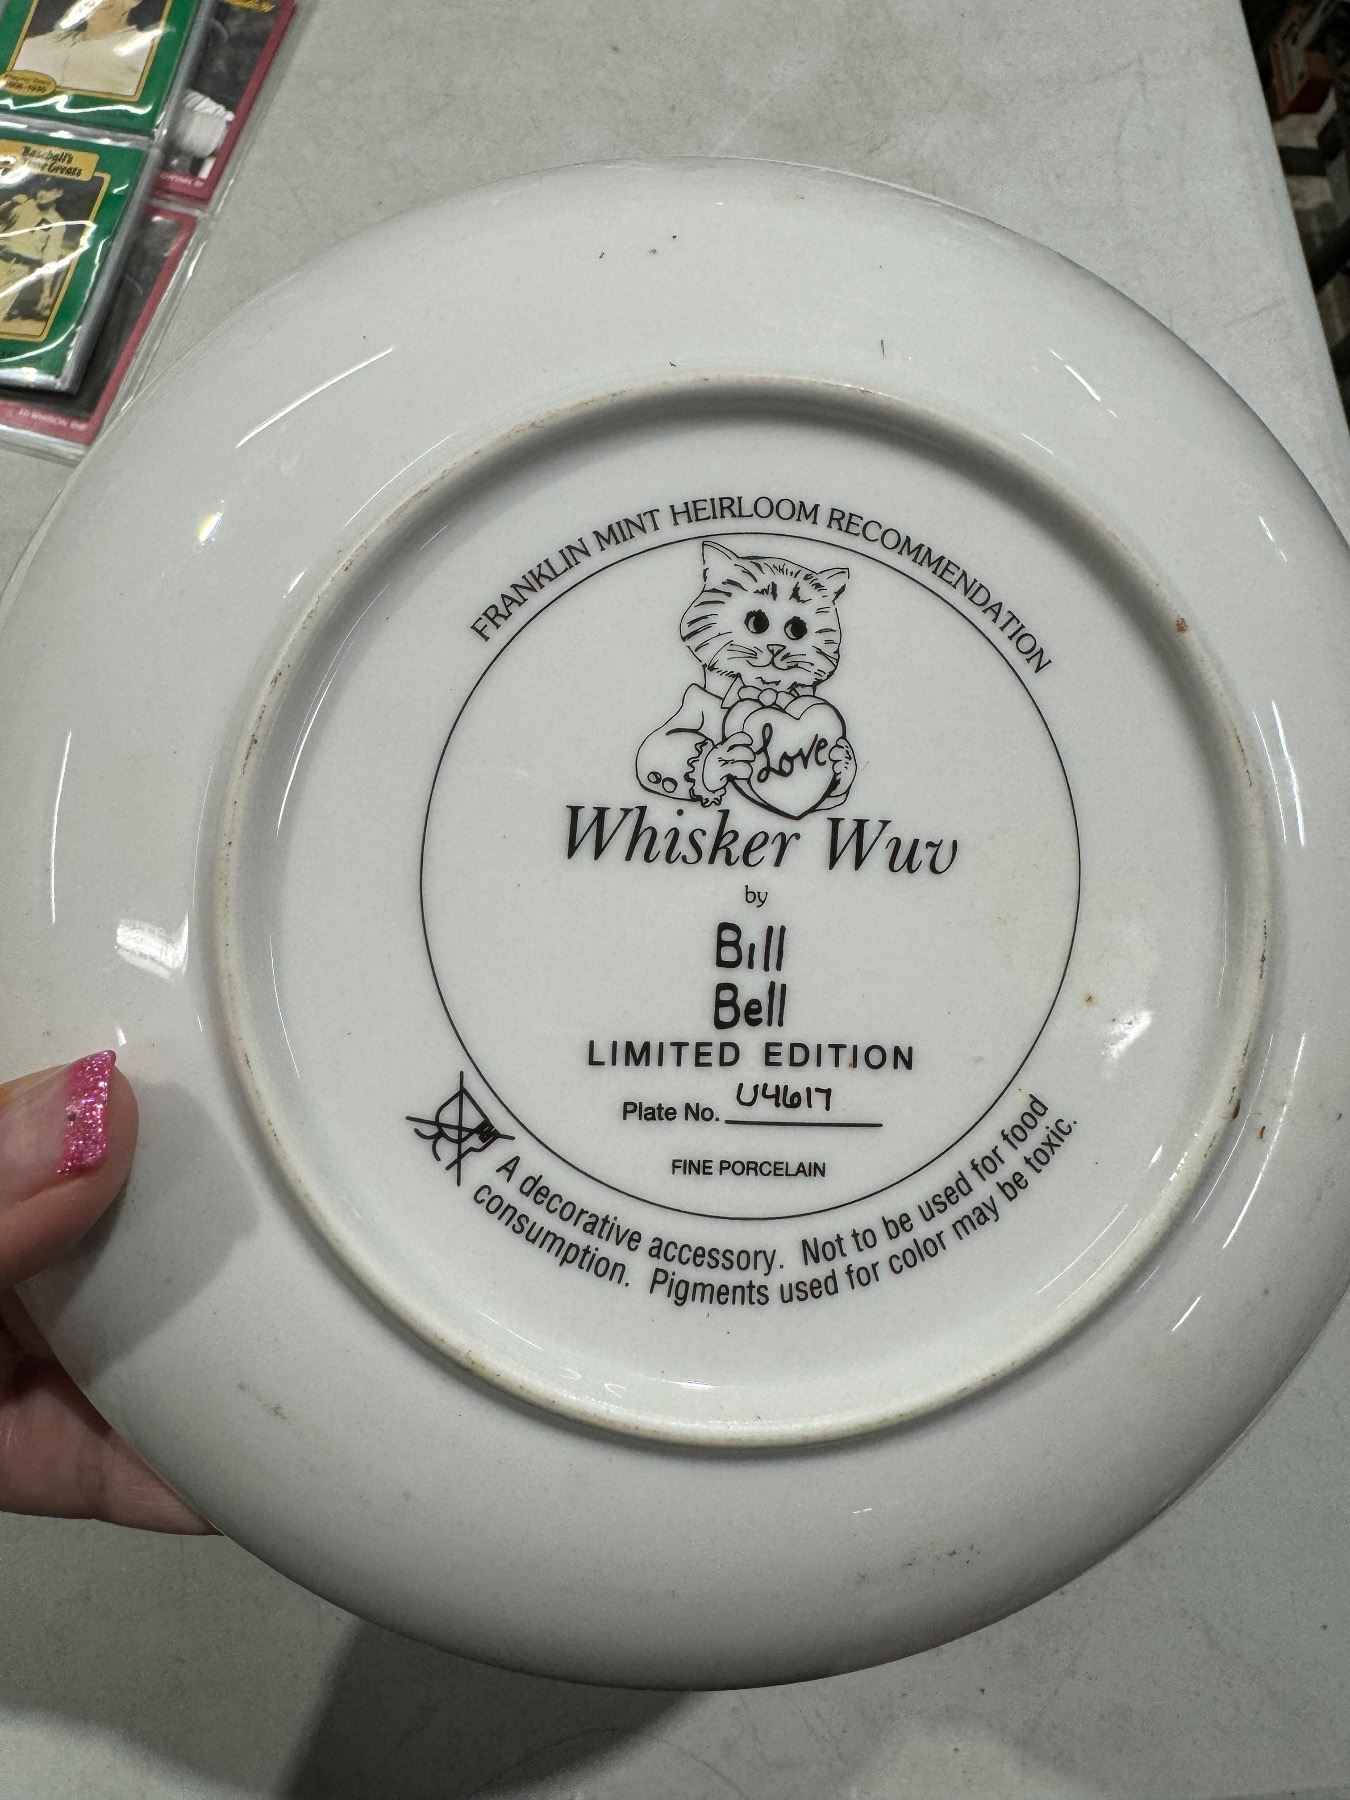 Baseball's
FRANKLIN MINT HEIRLOOM RECOMMENDATION
Love
Whisker Wuv
by
Bill
Bell
LIMITED EDITION
Plate No. U4617
FINE PORCELAIN
A decorative accessory. Not to be used for food
consumption. Pigments used for color may be toxic.